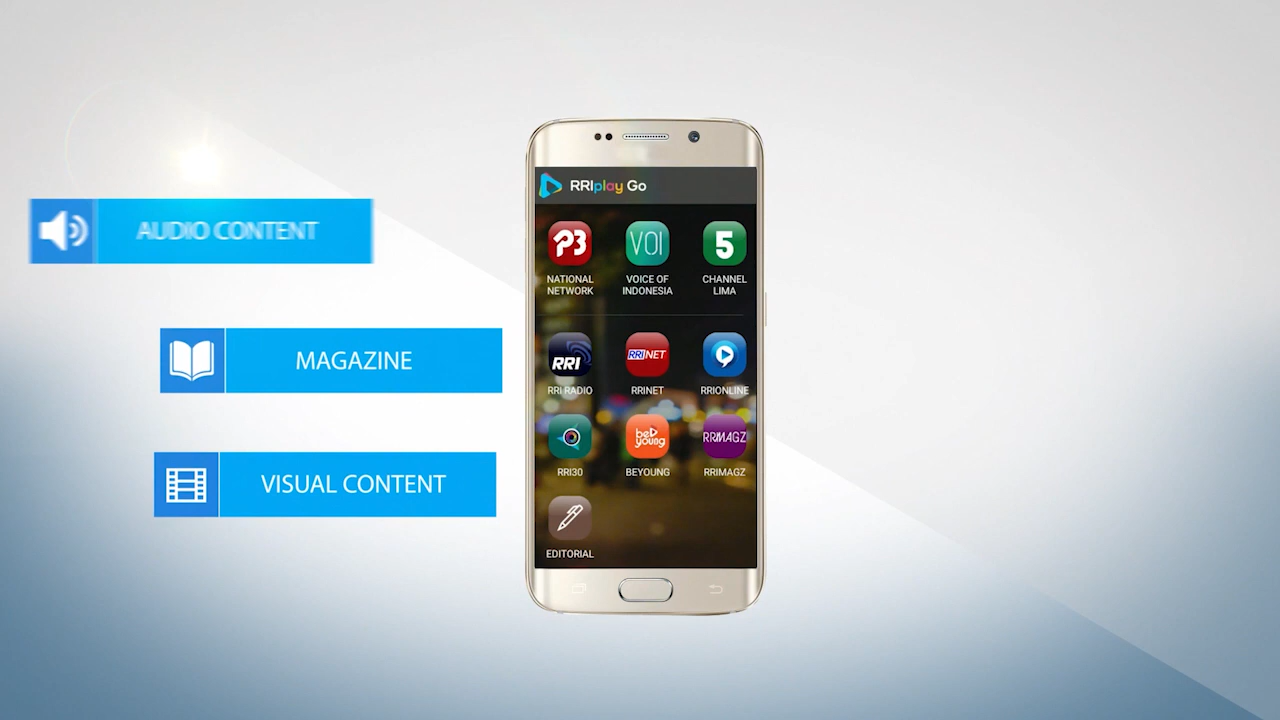 AUDIO CONTENT
MAGAZINE
VISUAL CONTENT
RRIplay Go
P3
VOI
5
NATIONAL
NETWORK
VOICE OF
INDONESIA
CHANNEL
LIMA
RRI
RRINET
RRI RADIO
RRINET
RRIONLINE
be
young
RRIMAGZ
RRI30
BEYOUNG
RRIMAGZ
EDITORIAL